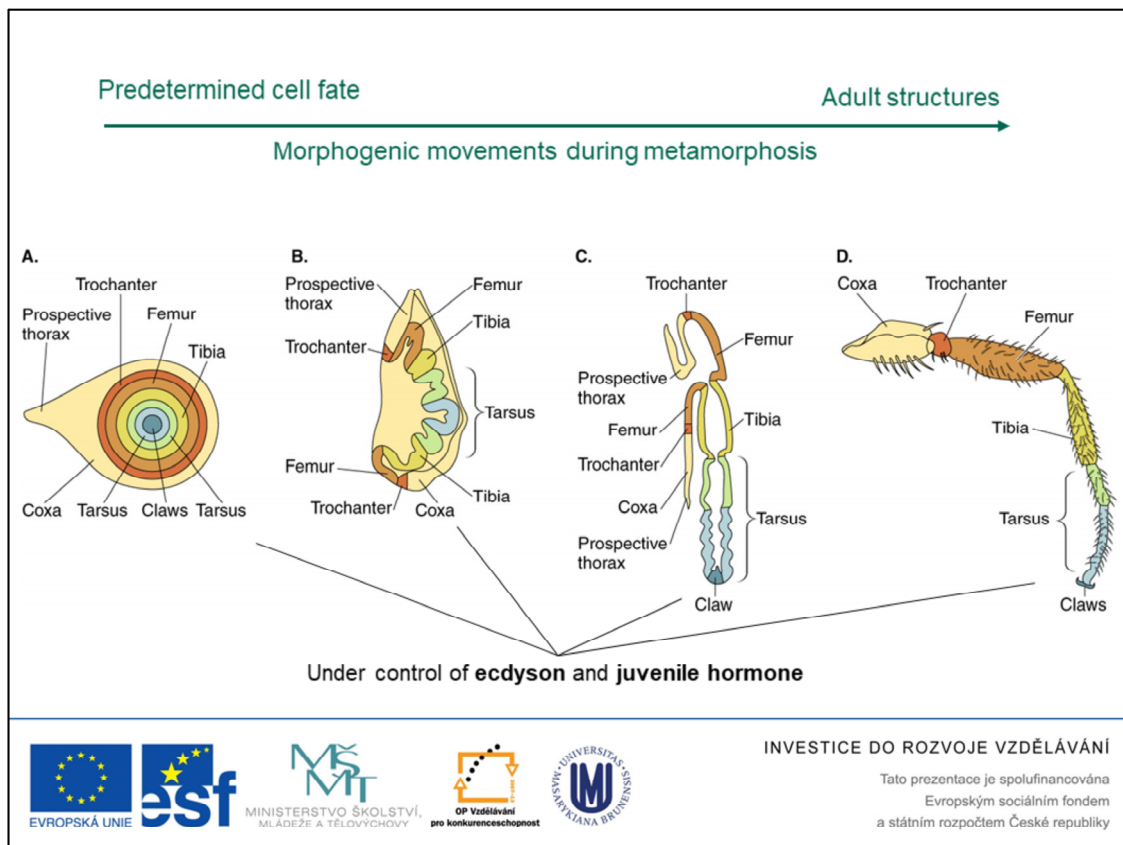 Predetermined cell fate
Adult structures
Morphogenic movements during metamorphosis
A.
Trochanter
Prospective
thorax
Femur
Tibia
Coxa
Tarsus
Claws
Tarsus
B.
Prospective
thorax
Femur
Tibia
Trochanter
Tarsus
Femur
Trochanter
Coxa
Tibia
C.
Trochanter
Femur
Prospective
thorax
Femur
Tibia
Trochanter
Coxa
Tarsus
Prospective
thorax
Claw
D.
Coxa
Trochanter
Femur
Tibia
Tarsus
Claws
Under control of ecdyson and juvenile hormone
EVROPSKÁ UNIE
esf
MŠMT
MINISTERSTVO ŠKOLSTVÍ,
MLÁDEŽE A TĚLOVÝCHOVY
OP Vzdělávání
pro konkurenceschopnost
UNIVERSITAS
MASARYKIANA BRUNENSIS
INVESTICE DO ROZVOJE VZDĚLÁVÁNÍ
Tato prezentace je spolufinancována
Evropským sociálním fondem
a státním rozpočtem České republiky